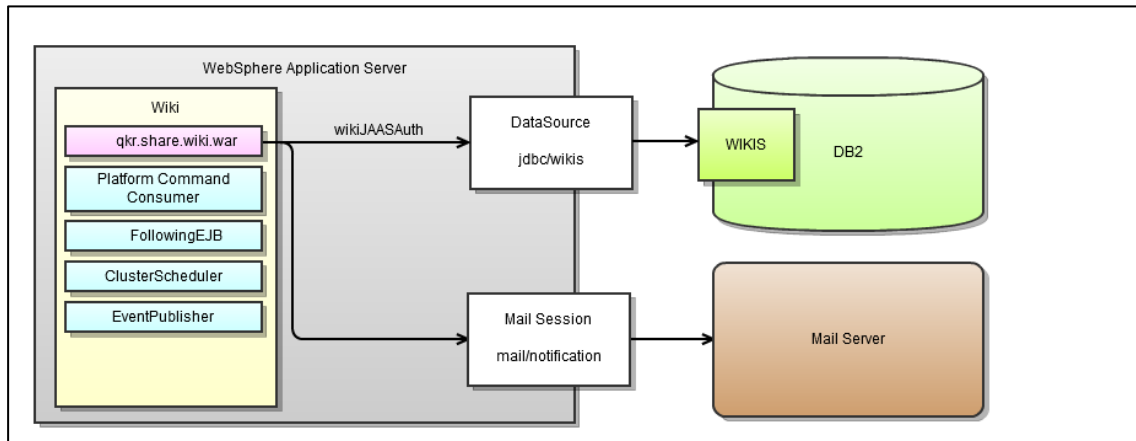 WebSphere Application Server
Wiki
qkr.share.wiki.war
Platform Command
Consumer
FollowingEJB
ClusterScheduler
EventPublisher
wikiJAASAuth
DataSource
jdbc/wikis
WIKIS
DB2
Mail Session
mail/notification
Mail Server